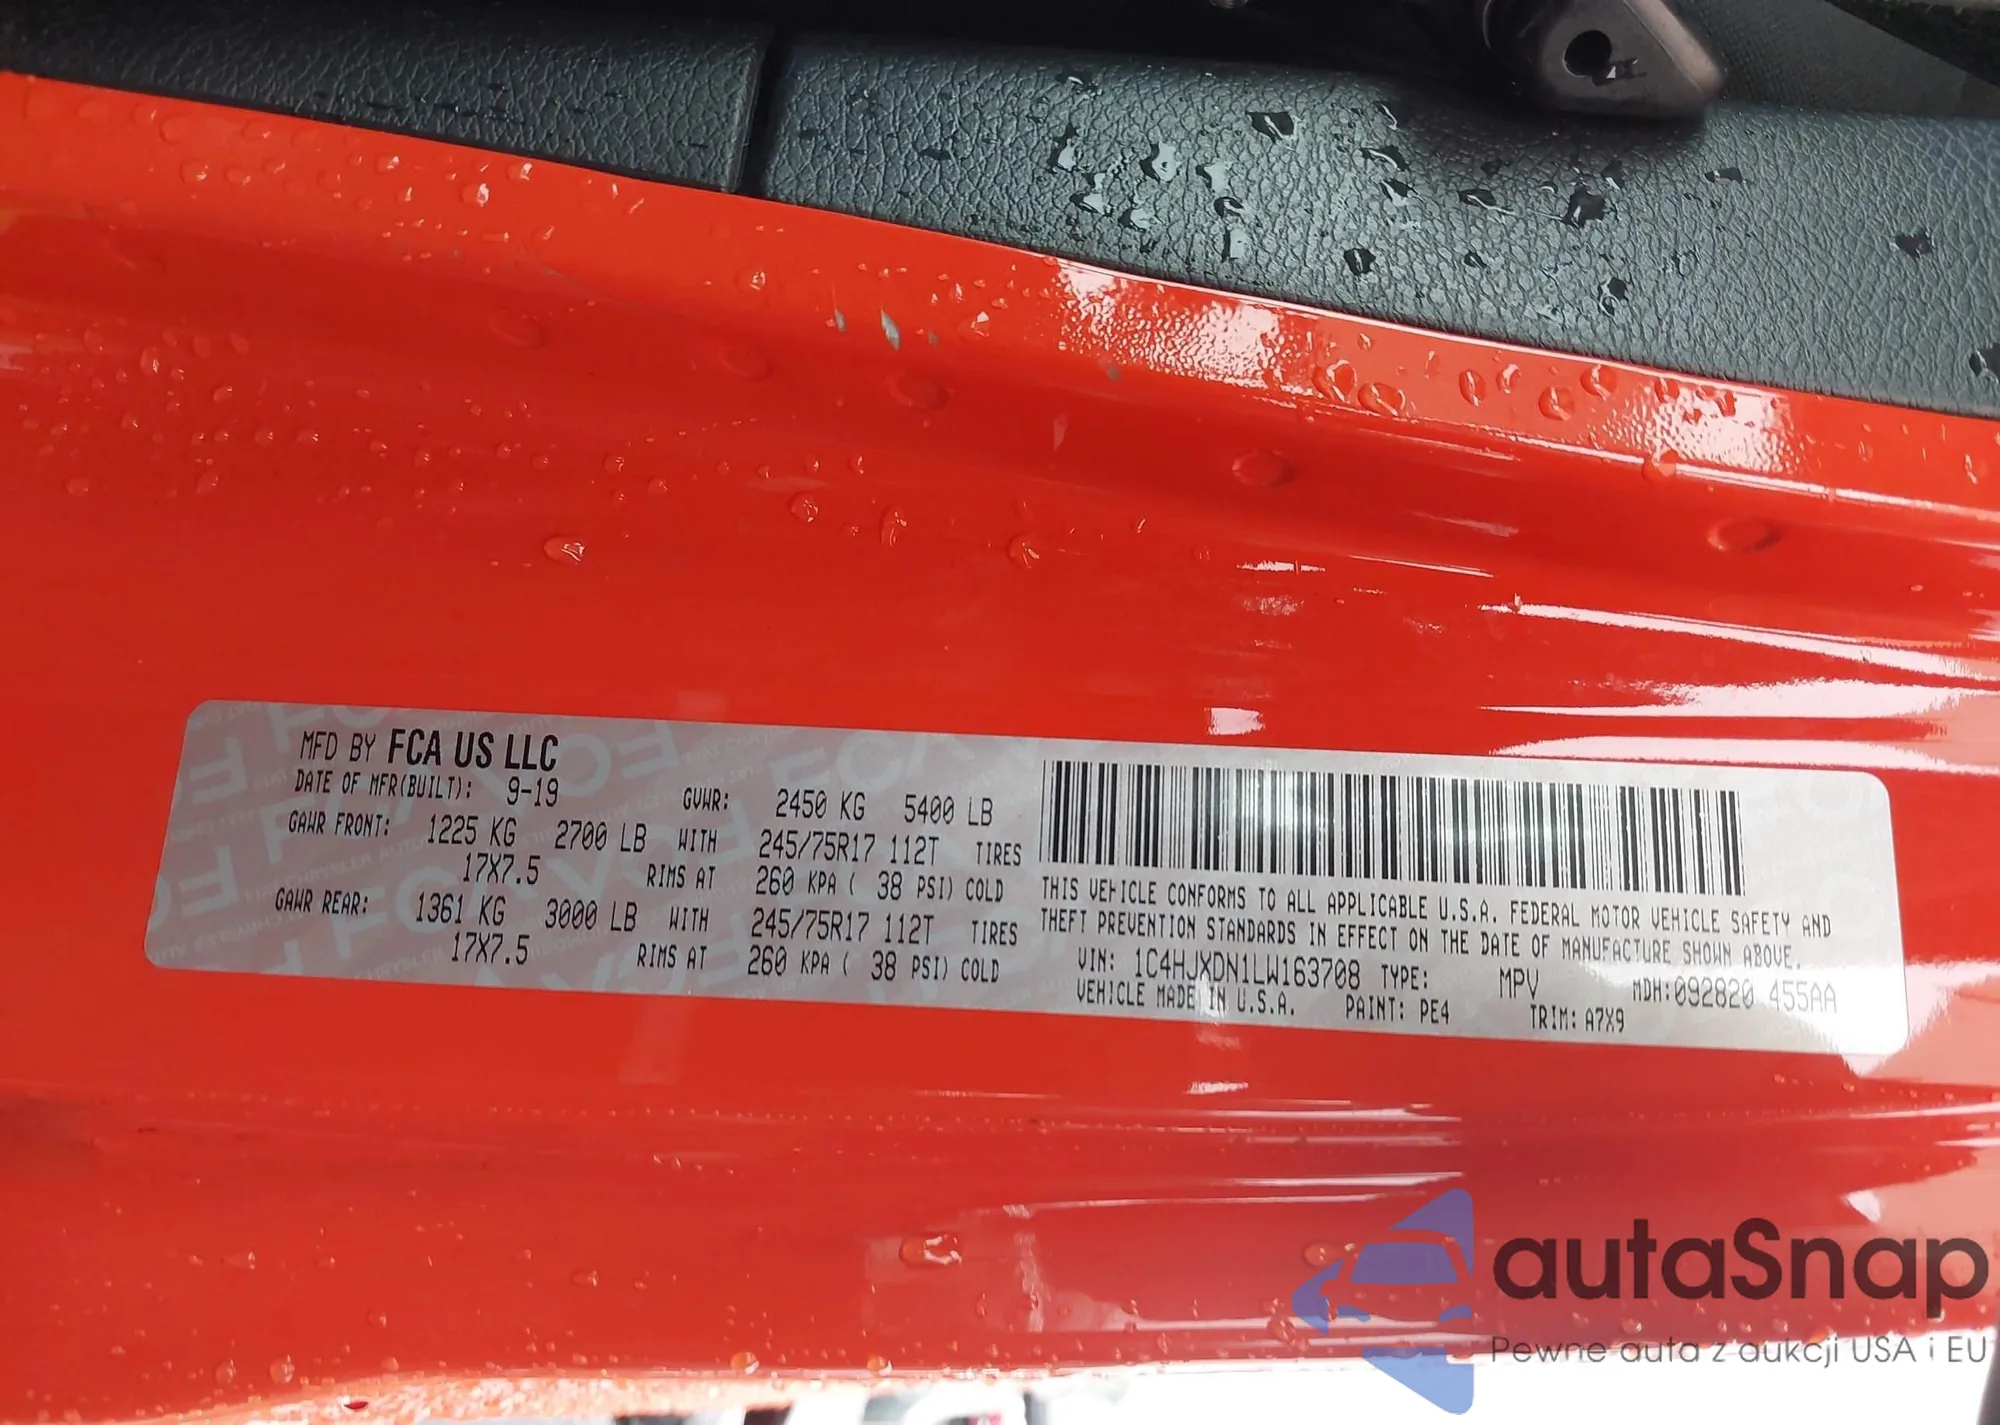 MFD BY FCA US LLC
DATE OF MFR(BUILT): 9-19 GVWR: 2450 KG 5400 LB
GAWR FRONT: 1225 KG 2700 LB WITH 245/75R17 112T TIRES
17X7.5 RIMS AT 260 KPA ( 38 PSI) COLD
GAWR REAR: 1361 KG 3000 LB WITH 245/75R17 112T TIRES
17X7.5 RIMS AT 260 KPA ( 38 PSI) COLD
THIS VEHICLE CONFORMS TO ALL APPLICABLE U.S.A. FEDERAL MOTOR VEHICLE SAFETY AND
THEFT PREVENTION STANDARDS IN EFFECT ON THE DATE OF MANUFACTURE SHOWN ABOVE.
VIN: 1C4HJXDN1LW163708 TYPE: MPV MDH:092820 455AA
VEHICLE MADE IN U.S.A. PAINT: PE4 TRIM: A7X9
autaSnap
Pewne auta z aukcji USA i EU